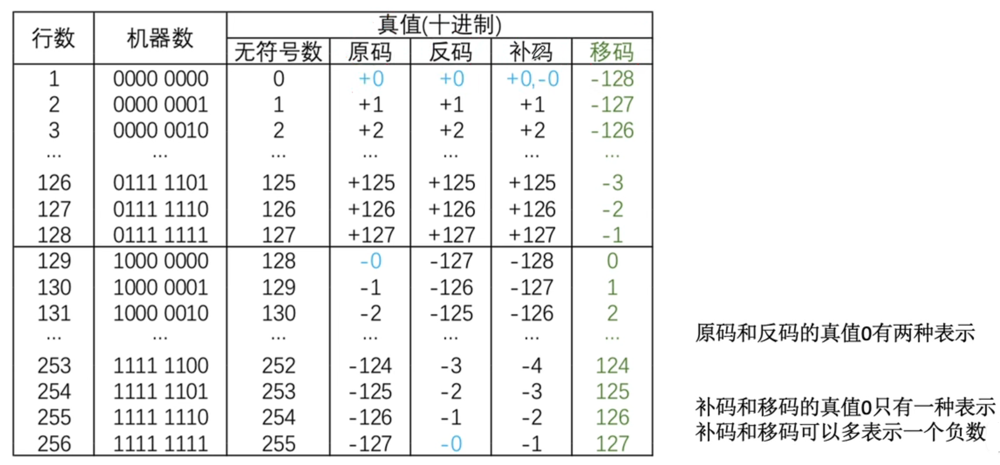 行数 机器数 真值(十进制)
无符号数 原码 反码 补码 移码
1 0000 0000 0 +0 +0 +0,-0 -128
2 0000 0001 1 +1 +1 +1 -127
3 0000 0010 2 +2 +2 +2 -126
... ... ... ... ... ... ...
126 0111 1101 125 +125 +125 +125 -3
127 0111 1110 126 +126 +126 +126 -2
128 0111 1111 127 +127 +127 +127 -1
129 1000 0000 128 -0 -127 -128 0
130 1000 0001 129 -1 -126 -127 1
131 1000 0010 130 -2 -125 -126 2
... ... ... ... ... ... ...
253 1111 1100 252 -124 -3 -4 124
254 1111 1101 253 -125 -2 -3 125
255 1111 1110 254 -126 -1 -2 126
256 1111 1111 255 -127 -0 -1 127
原码和反码的真值0有两种表示
补码和移码的真值0只有一种表示
补码和移码可以多表示一个负数